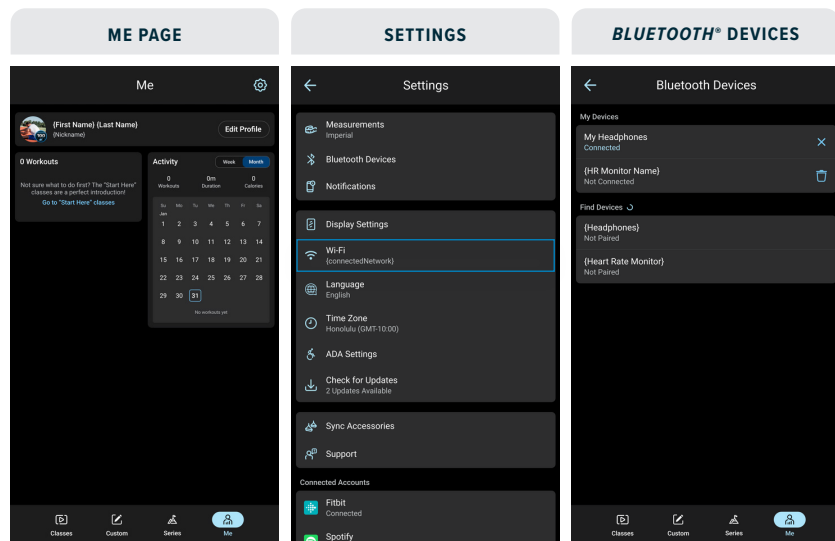 ME PAGE
Me
{First Name} {Last Name}
{Nickname}
100
Edit Profile
0 Workouts
Not sure what to do first? The "Start Here"
classes are a perfect introduction!
Go to "Start Here" classes
Activity
Week Month
0 0m 0
Workouts Duration Calories
Su Mo Tu We Th Fr Sa
Jan
1 2 3 4 5 6 7
8 9 10 11 12 13 14
15 16 17 18 19 20 21
22 23 24 25 26 27 28
29 30 31
No workouts yet
Classes Custom Series Me
SETTINGS
Settings
Measurements
Imperial
Bluetooth Devices
Notifications
Display Settings
Wi-Fi
{connectedNetwork}
Language
English
Time Zone
Honolulu (GMT-10:00)
ADA Settings
Check for Updates
2 Updates Available
Sync Accessories
Support
Connected Accounts
Fitbit
Connected
Spotify
BLUETOOTH® DEVICES
Bluetooth Devices
My Devices
My Headphones
Connected
{HR Monitor Name}
Not Connected
Find Devices
{Headphones}
Not Paired
{Heart Rate Monitor}
Not Paired
Classes Custom Series Me